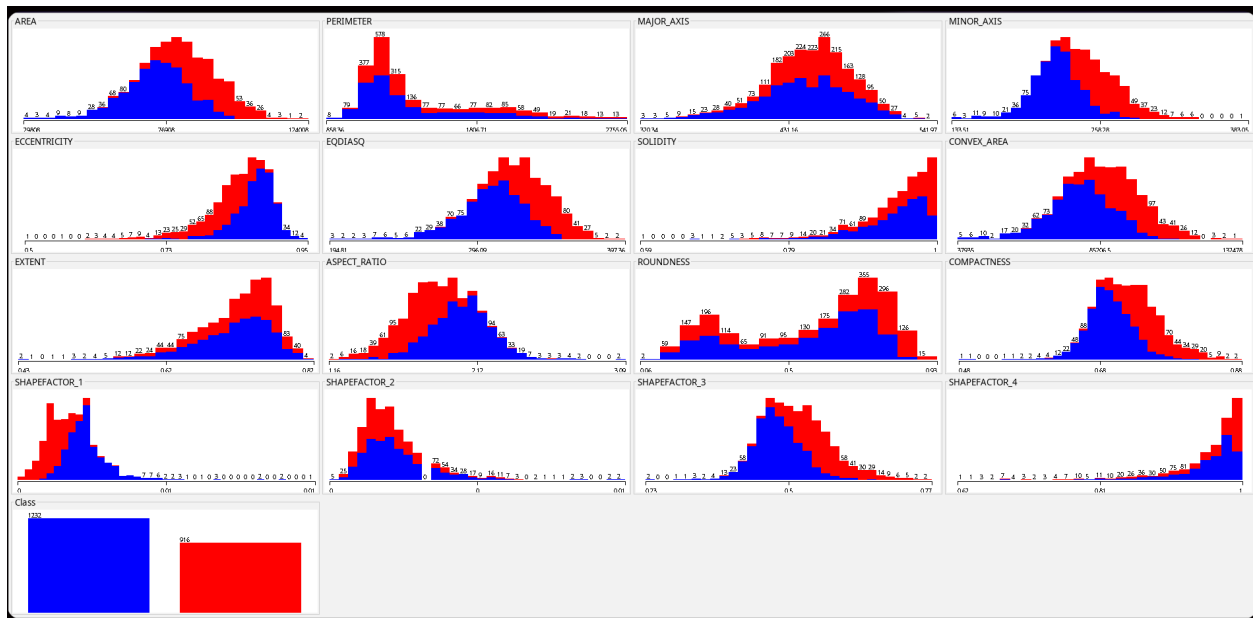 AREA
4 3 4 9 8 9 28 36 68 80 53 36 26 4 3 1 2
29808 76908 124008
PERIMETER
8 79 377 578 315 136 77 77 66 77 82 85 58 49 19 21 18 13 13
858.36 1806.71 2755.05
MAJOR_AXIS
3 3 5 9 15 23 28 40 51 73 111 182 203 224 223 266 215 163 128 95 50 27 4 5 2
320.34 431.16 541.97
MINOR_AXIS
6 3 11 9 10 21 36 75 49 37 23 12 7 6 6 0 0 0 0 1
133.51 258.28 383.05
ECCENTRICITY
1 0 0 1 0 0 2 3 4 4 5 7 9 4 13 23 25 29 52 65 88 34 12 4
0.5 0.73 0.95
EQDIASQ
3 2 2 3 7 6 5 6 22 29 38 70 75 80 41 27 5 2 2
194.81 296.09 397.36
SOLIDITY
1 0 0 0 0 3 1 1 2 5 3 5 8 7 7 9 14 20 21 34 71 61 89
0.59 0.79 1
CONVEX_AREA
5 6 10 2 17 20 32 62 73 97 43 41 26 12 0 3 2 1
37935 85206.5 132478
EXTENT
2 1 0 1 1 3 2 4 5 12 12 22 24 44 44 75 83 40 4
0.43 0.62 0.82
ASPECT_RATIO
2 6 16 18 39 61 95 94 63 33 19 7 3 3 3 4 2 0 0 0 2
1.16 2.12 3.09
ROUNDNESS
2 59 147 196 114 65 91 95 130 175 282 355 296 126 15
0.06 0.5 0.93
COMPACTNESS
1 1 0 0 0 1 1 2 2 4 4 12 22 48 88 70 44 34 29 20 5 9 2 2
0.48 0.68 0.88
SHAPEFACTOR_1
7 7 6 2 2 3 1 0 1 0 3 0 0 0 0 2 0 2 0 0 0 1
0 0.01 0.01
SHAPEFACTOR_2
5 25 0 72 54 34 28 17 9 16 11 7 3 0 2 1 1 1 2 0 0 2 2
0 0 0.01
SHAPEFACTOR_3
2 0 0 1 1 3 2 4 13 23 58 58 41 30 29 14 9 6 5 2 2
0.23 0.5 0.77
SHAPEFACTOR_4
1 1 3 2 7 4 2 3 4 7 10 5 11 10 20 26 36 30 50 75 81
0.62 0.81 1
Class
1232 916